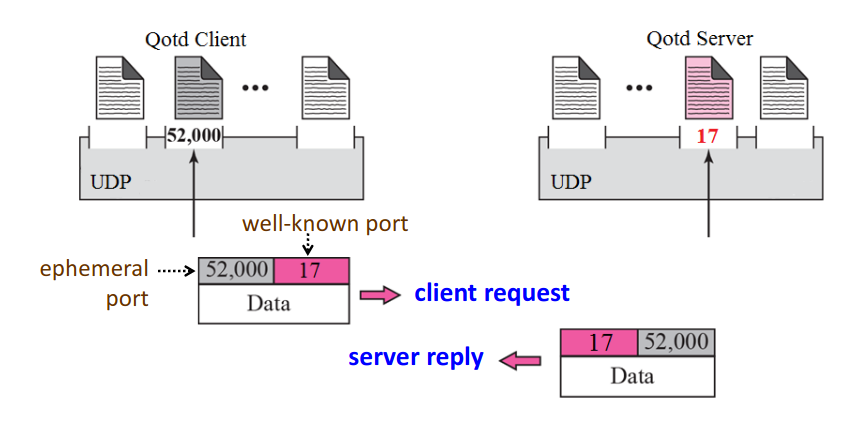 Qotd Client
Qotd Server
52,000
17
UDP
UDP
well-known port
ephemeral
port
52,000 17
Data
client request
server reply
17 52,000
Data